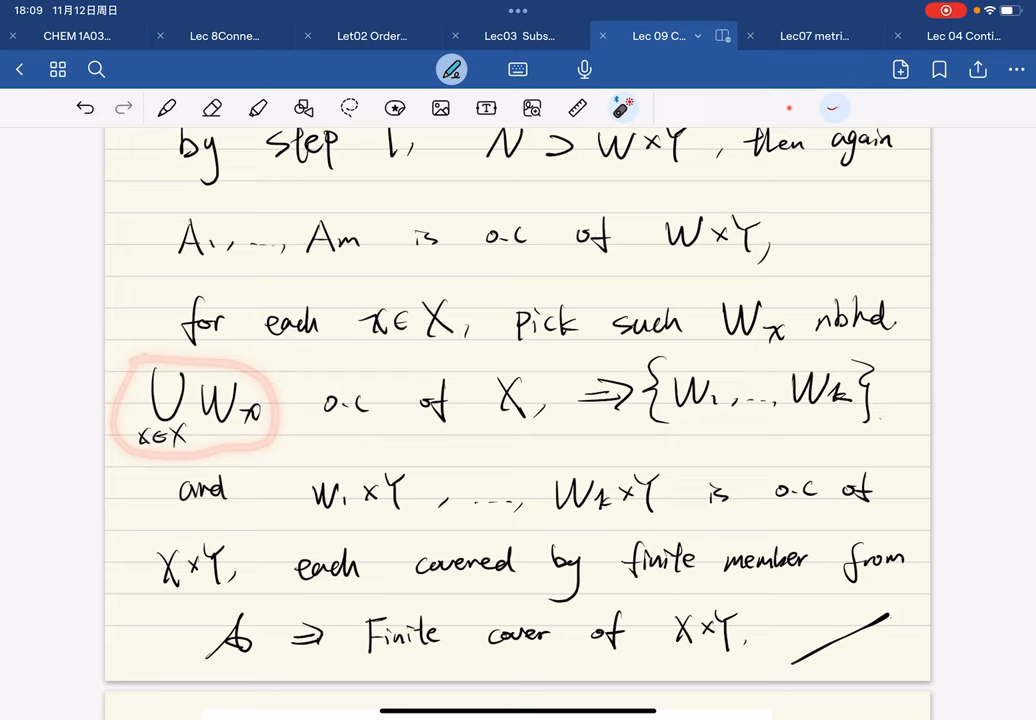 18:09 11月12日周日
CHEM 1A03... Lec 8Conne... Let02 Order... Lec03 Subs... Lec 09 C... Lec07 metri... Lec 04 Conti...
by step 1, N ⊃ W×Y, then again
A₁, ..., Am is o.c of W×Y,
for each x∈X, pick such Wx nbhd.
⋃x∈X Wx o.c of X, ⇒ {W₁, ..., Wk}.
and W₁×Y, ..., Wk×Y is o.c of
X×Y, each covered by finite member from
A ⇒ Finite cover of X×Y.